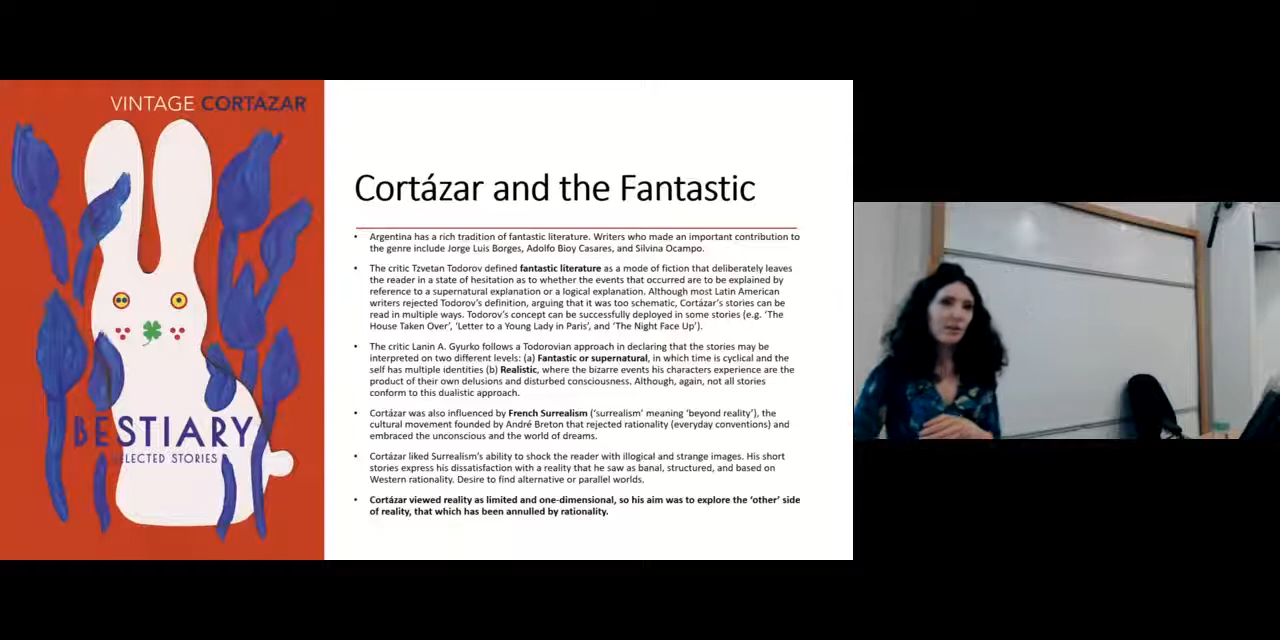 VINTAGE CORTÁZAR
BESTIARY
SELECTED STORIES
Cortázar and the Fantastic
• Argentina has a rich tradition of fantastic literature. Writers who made an important contribution to
the genre include Jorge Luis Borges, Adolfo Bioy Casares, and Silvina Ocampo.
• The critic Tzvetan Todorov defined fantastic literature as a mode of fiction that deliberately leaves
the reader in a state of hesitation as to whether the events that occurred are to be explained by
reference to a supernatural explanation or a logical explanation. Although most Latin American
writers rejected Todorov's definition, arguing that it was too schematic, Cortázar's stories can be
read in multiple ways. Todorov's concept can be successfully deployed in some stories (e.g. 'The
House Taken Over', 'Letter to a Young Lady in Paris', and 'The Night Face Up').
• The critic Lanin A. Gyurko follows a Todorovian approach in declaring that the stories may be
interpreted on two different levels: (a) Fantastic or supernatural, in which time is cyclical and the
self has multiple identities (b) Realistic, where the bizarre events his characters experience are the
product of their own delusions and disturbed consciousness. Although, again, not all stories
conform to this dualistic approach.
• Cortázar was also influenced by French Surrealism ('surrealism' meaning 'beyond reality'), the
cultural movement founded by André Breton that rejected rationality (everyday conventions) and
embraced the unconscious and the world of dreams.
• Cortázar liked Surrealism's ability to shock the reader with illogical and strange images. His short
stories express his dissatisfaction with a reality that he saw as banal, structured, and based on
Western rationality. Desire to find alternative or parallel worlds.
• Cortázar viewed reality as limited and one-dimensional, so his aim was to explore the 'other' side
of reality, that which has been annulled by rationality.